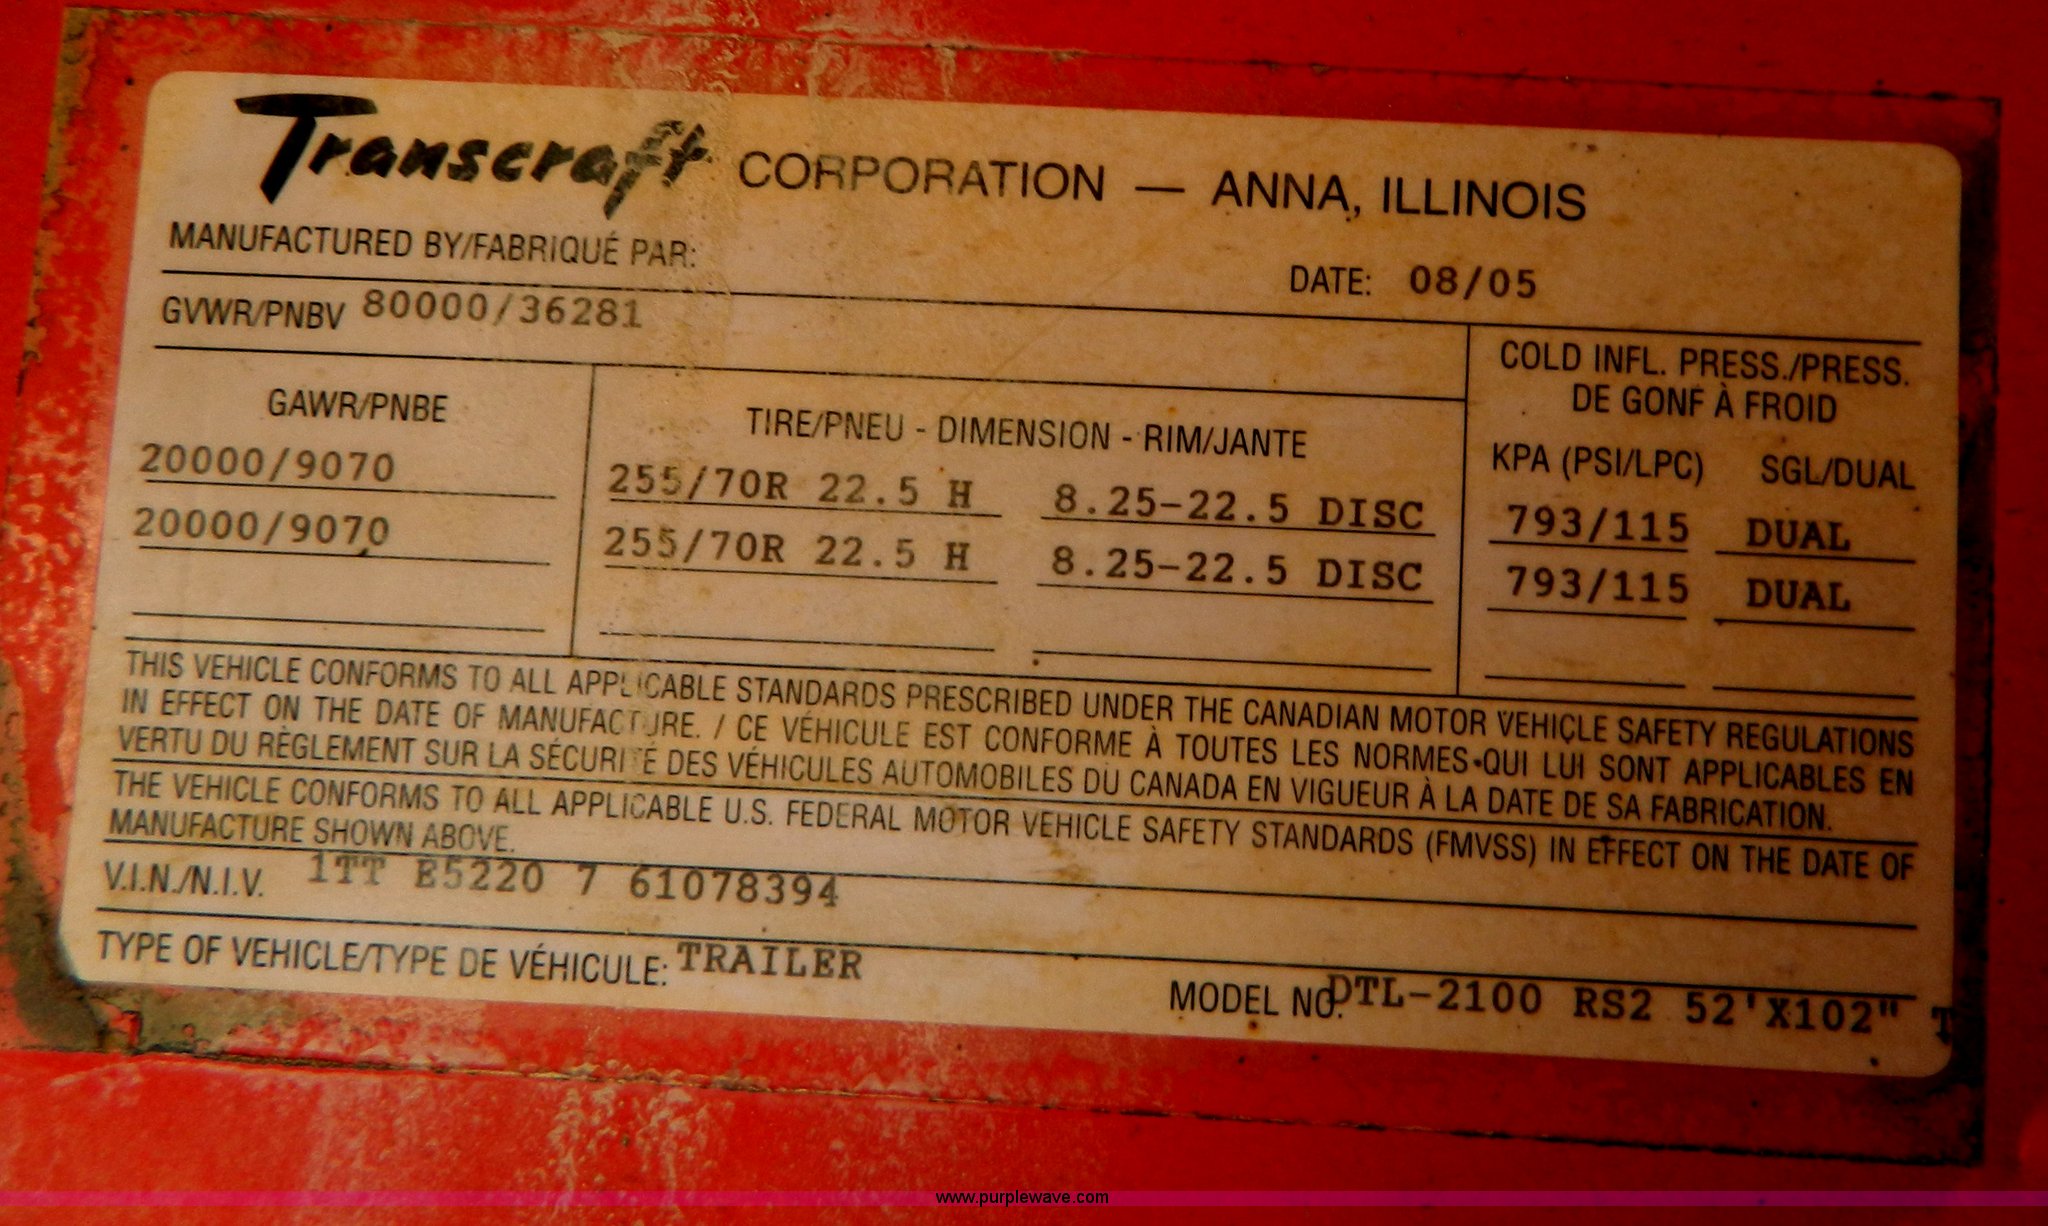 Transcraft CORPORATION — ANNA, ILLINOIS
MANUFACTURED BY/FABRIQUÉ PAR:
DATE: 08/05
GVWR/PNBV 80000/36281
COLD INFL. PRESS./PRESS.
DE GONF À FROID
GAWR/PNBE TIRE/PNEU - DIMENSION - RIM/JANTE KPA (PSI/LPC) SGL/DUAL
20000/9070 255/70R 22.5 H 8.25-22.5 DISC 793/115 DUAL
20000/9070 255/70R 22.5 H 8.25-22.5 DISC 793/115 DUAL
THIS VEHICLE CONFORMS TO ALL APPLICABLE STANDARDS PRESCRIBED UNDER THE CANADIAN MOTOR VEHICLE SAFETY REGULATIONS
IN EFFECT ON THE DATE OF MANUFACTURE. / CE VÉHICULE EST CONFORME À TOUTES LES NORMES QUI LUI SONT APPLICABLES EN
VERTU DU RÈGLEMENT SUR LA SÉCURITÉ DES VÉHICULES AUTOMOBILES DU CANADA EN VIGUEUR À LA DATE DE SA FABRICATION.
THE VEHICLE CONFORMS TO ALL APPLICABLE U.S. FEDERAL MOTOR VEHICLE SAFETY STANDARDS (FMVSS) IN EFFECT ON THE DATE OF
MANUFACTURE SHOWN ABOVE.
V.I.N./N.I.V. 1TT E5220 7 61078394
TYPE OF VEHICLE/TYPE DE VÉHICULE: TRAILER
MODEL NO. DTL-2100 RS2 52'X102" T
www.purplewave.com